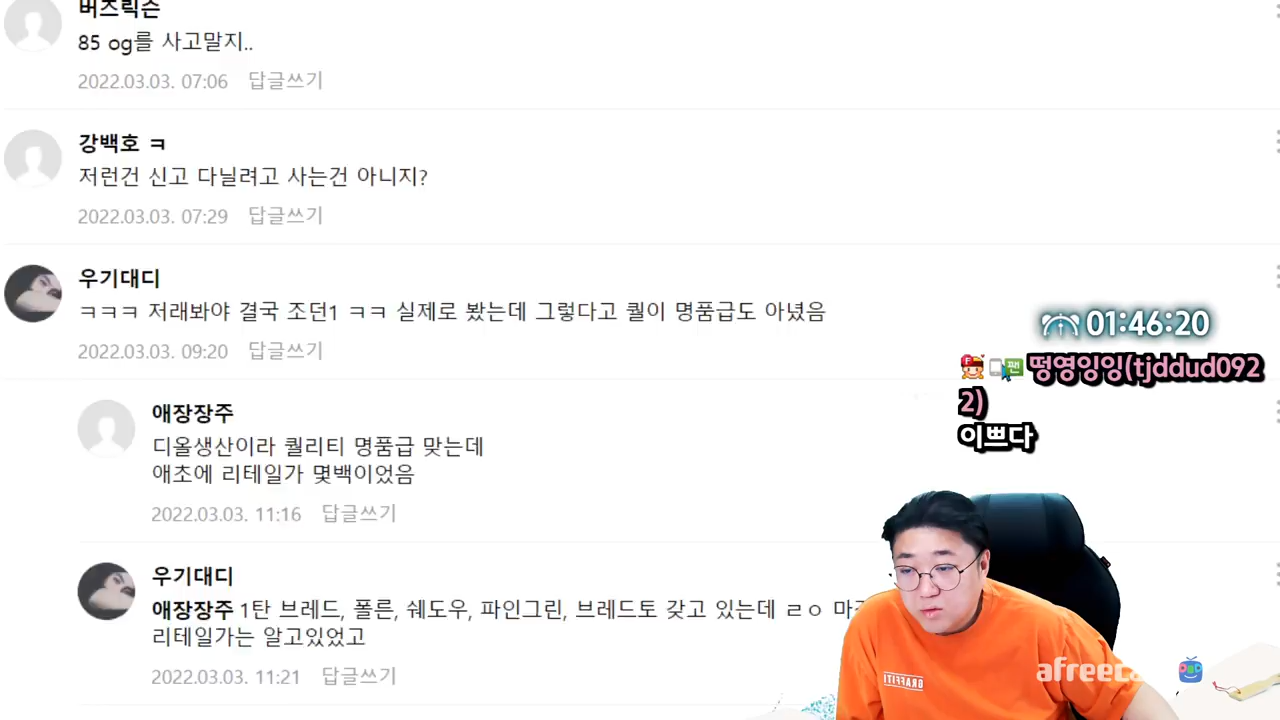 버즈릭슨
85 og를 사고말지..
2022.03.03. 07:06 답글쓰기
강백호 ㅋ
저런건 신고 다닐려고 사는건 아니지?
2022.03.03. 07:29 답글쓰기
우기대디
ㅋㅋㅋ 저래봐야 결국 조던1 ㅋㅋ 실제로 봤는데 그렇다고 퀄이 명품급도 아녔음
2022.03.03. 09:20 답글쓰기
01:46:20
F 팬 떵영잉잉(tjddud092
2)
이쁘다
애장장주
디올생산이라 퀄리티 명품급 맞는데
애초에 리테일가 몇백이었음
2022.03.03. 11:16 답글쓰기
우기대디
애장장주 1탄 브레드, 폴른, 쉐도우, 파인그린, 브레드토 갖고 있는데 ㄹㅇ
리테일가는 알고있었고
2022.03.03. 11:21 답글쓰기
GRAFFITI